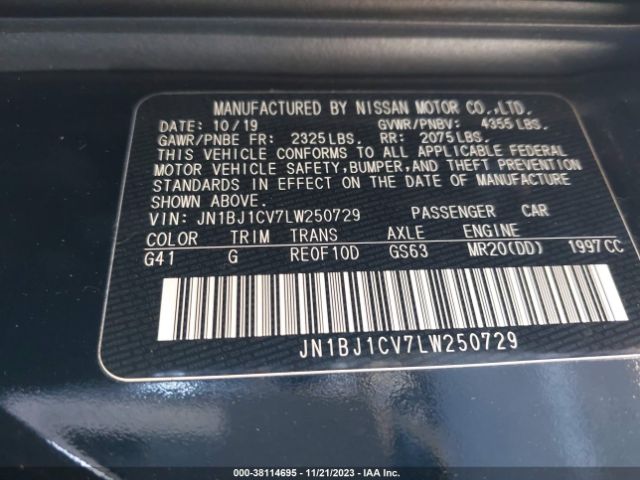 MANUFACTURED BY NISSAN MOTOR CO.,LTD.
DATE: 10/19 GVWR/PNBV: 4355 LBS.
GAWR/PNBE FR: 2325 LBS. RR: 2075 LBS.
THIS VEHICLE CONFORMS TO ALL APPLICABLE FEDERAL
MOTOR VEHICLE SAFETY,BUMPER,AND THEFT PREVENTION
STANDARDS IN EFFECT ON THE DATE OF MANUFACTURE
SHOWN ABOVE.
VIN: JN1BJ1CV7LW250729 PASSENGER CAR
COLOR TRIM TRANS AXLE ENGINE
G41 G RE0F10D GS63 MR20(DD) 1997CC
JN1BJ1CV7LW250729
000-38114695 - 11/21/2023 - IAA Inc.